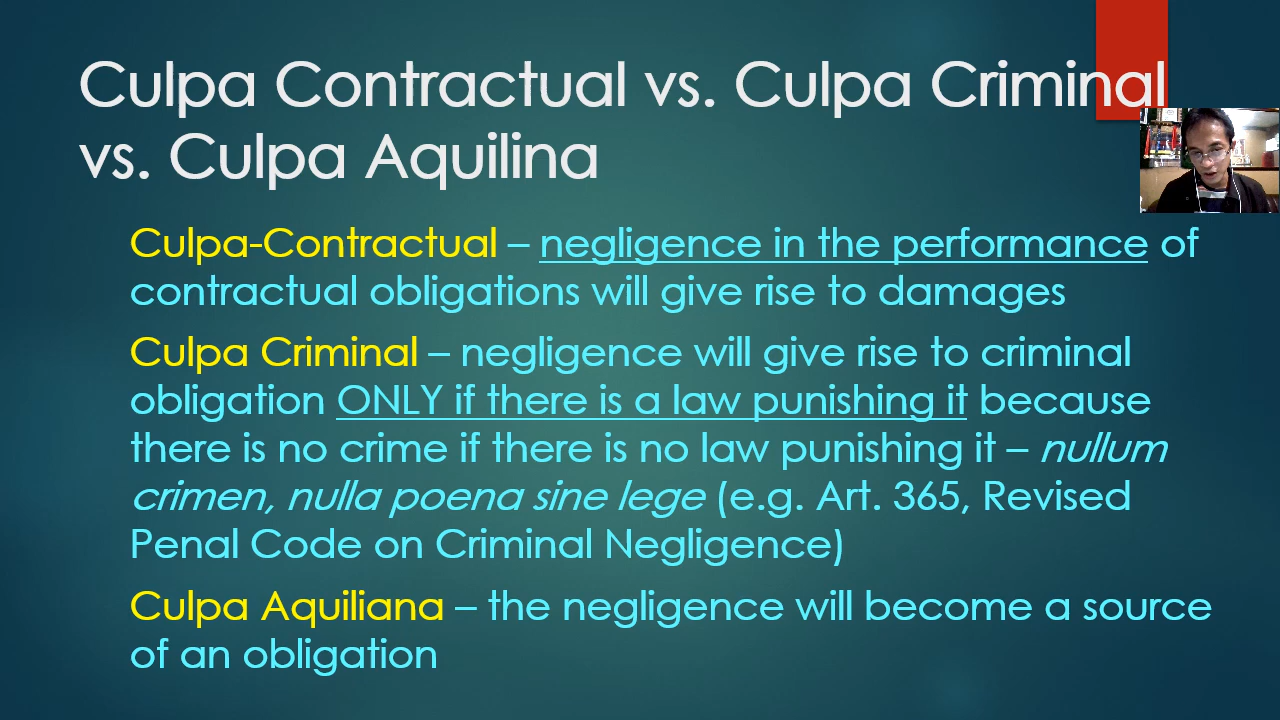 Culpa Contractual vs. Culpa Criminal
vs. Culpa Aquilina
Culpa-Contractual – negligence in the performance of
contractual obligations will give rise to damages
Culpa Criminal – negligence will give rise to criminal
obligation ONLY if there is a law punishing it because
there is no crime if there is no law punishing it – nullum
crimen, nulla poena sine lege (e.g. Art. 365, Revised
Penal Code on Criminal Negligence)
Culpa Aquiliana – the negligence will become a source
of an obligation